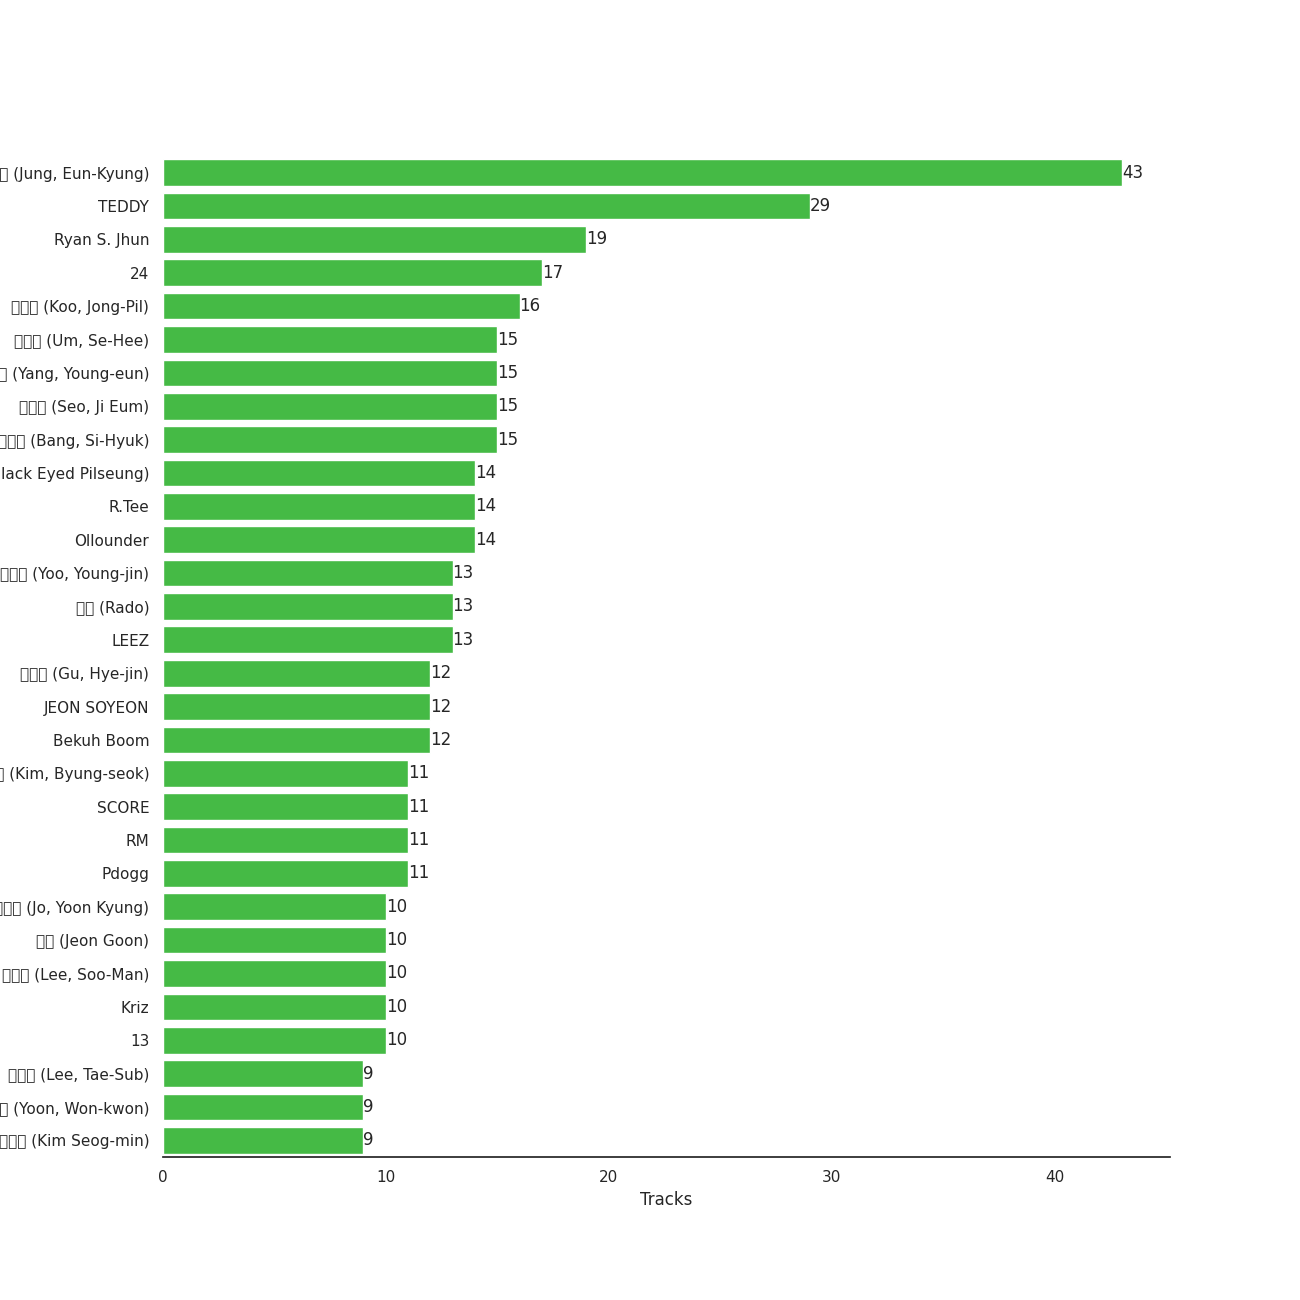 (Jung, Eun-Kyung) 43
TEDDY 29
Ryan S. Jhun 19
24 17
(Koo, Jong-Pil) 16
(Um, Se-Hee) 15
(Yang, Young-eun) 15
(Seo, Ji Eum) 15
(Bang, Si-Hyuk) 15
Eyed Pilseung) 14
R.Tee 14
Ollounder 14
(Yoo, Young-jin) 13
(Rado) 13
LEEZ 13
(Gu, Hye-jin) 12
JEON SOYEON 12
Bekuh Boom 12
(Kim, Byung-seok) 11
SCORE 11
RM 11
Pdogg 11
(Jo, Yoon Kyung) 10
(Jeon Goon) 10
(Lee, Soo-Man) 10
Kriz 10
13 10
(Lee, Tae-Sub) 9
(Yoon, Won-kwon) 9
(Kim Seog-min) 9
0 10 20 30 40
Tracks